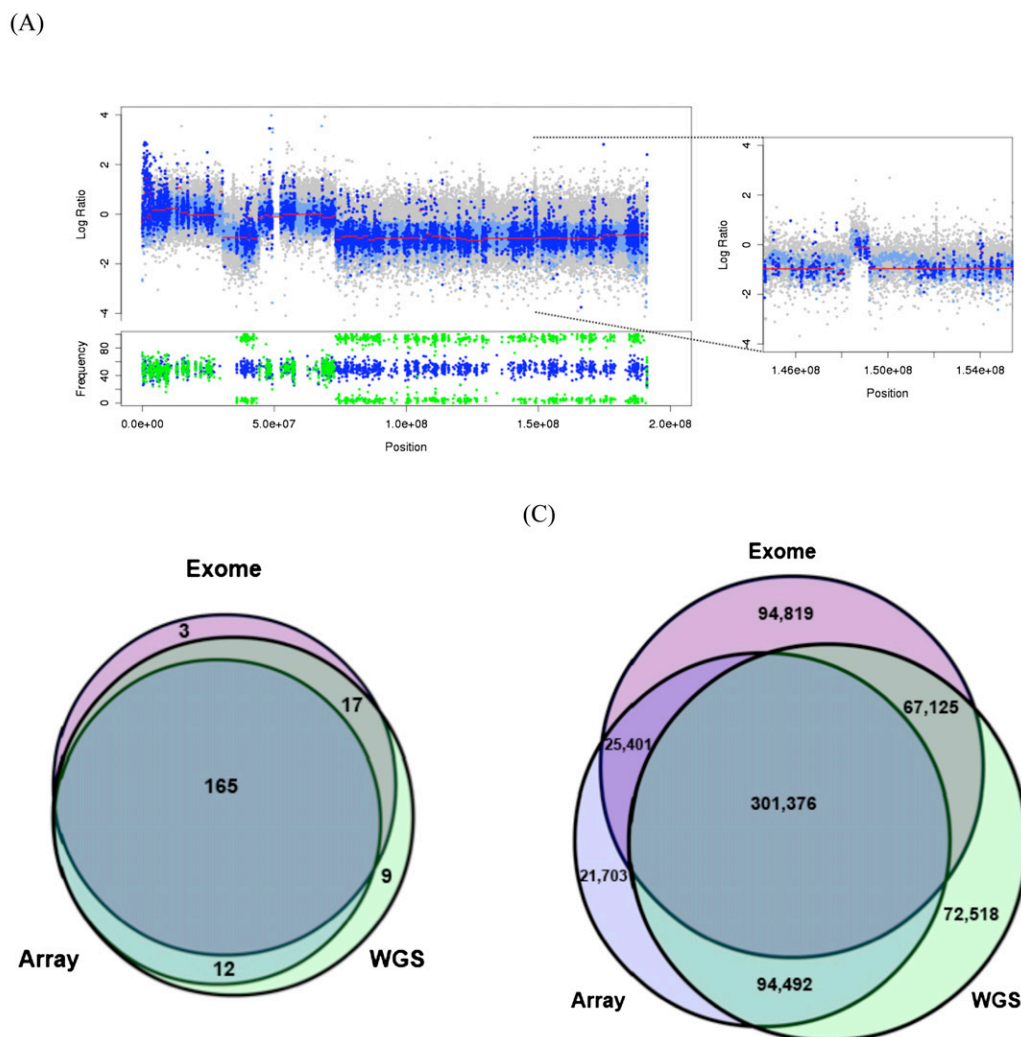 (A)
Log Ratio
4
2
0
-2
-4
Log Ratio
4
2
0
-2
-4
1.46e+08
1.50e+08
1.54e+08
Position
Frequency
80
40
0
0.0e+00
5.0e+07
1.0e+08
1.5e+08
2.0e+08
Position
Exome
3
17
165
9
Array
12
WGS
(C)
Exome
94,819
67,125
25,401
301,376
21,703
72,518
94,492
Array
WGS